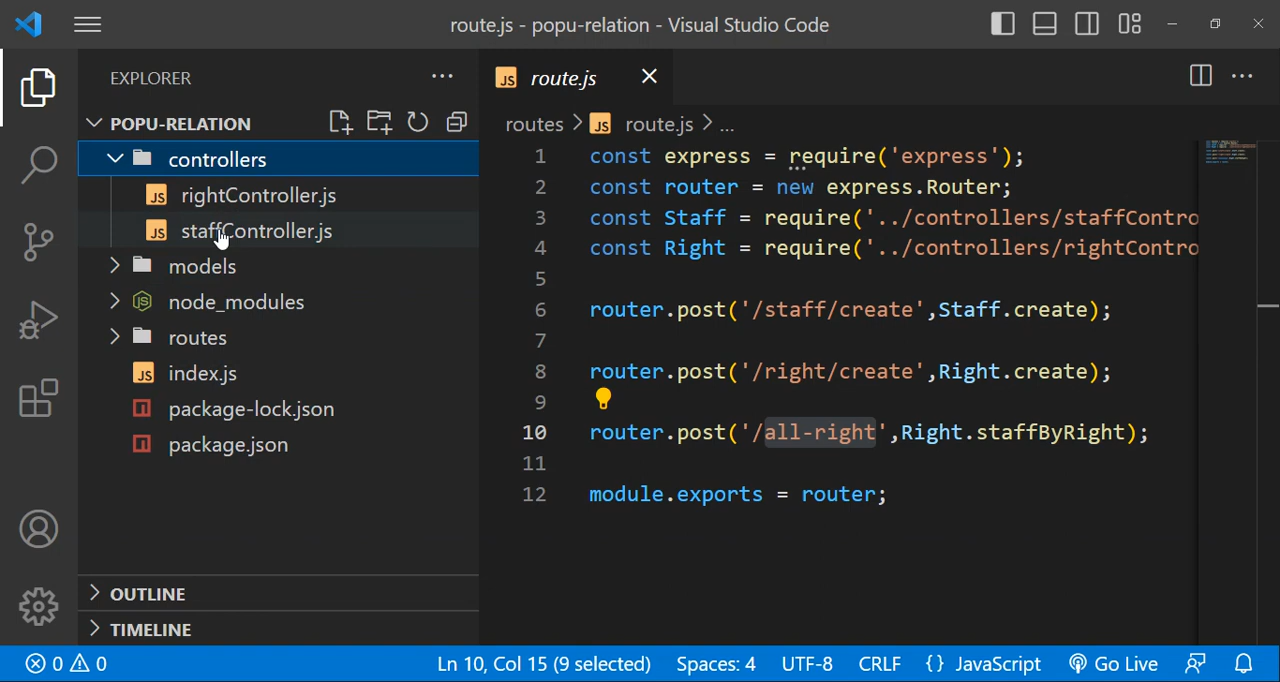 route.js - popu-relation - Visual Studio Code
EXPLORER
POPU-RELATION
controllers
JS rightController.js
JS staffController.js
models
node_modules
routes
JS index.js
package-lock.json
package.json
OUTLINE
TIMELINE
JS route.js
routes > JS route.js > ...
1 const express = require('express');
2 const router = new express.Router;
3 const Staff = require('../controllers/staffContro
4 const Right = require('../controllers/rightContro
5
6 router.post('/staff/create',Staff.create);
7
8 router.post('/right/create',Right.create);
9
10 router.post('/all-right',Right.staffByRight);
11
12 module.exports = router;
0 0 Ln 10, Col 15 (9 selected) Spaces: 4 UTF-8 CRLF {} JavaScript Go Live